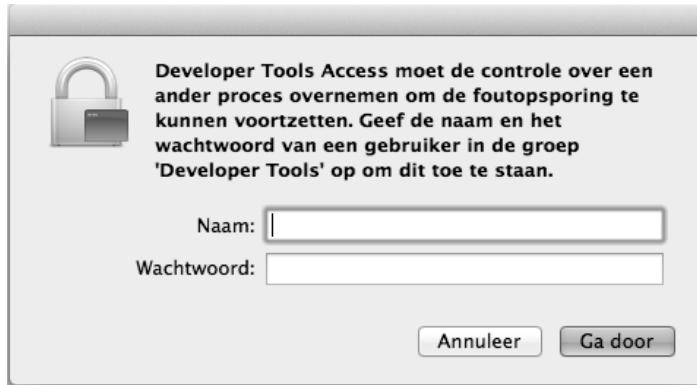 Developer Tools Access moet de controle over een
ander proces overnemen om de foutopsporing te
kunnen voortzetten. Geef de naam en het
wachtwoord van een gebruiker in de groep
'Developer Tools' op om dit toe te staan.
Naam:
Wachtwoord:
Annuleer Ga door